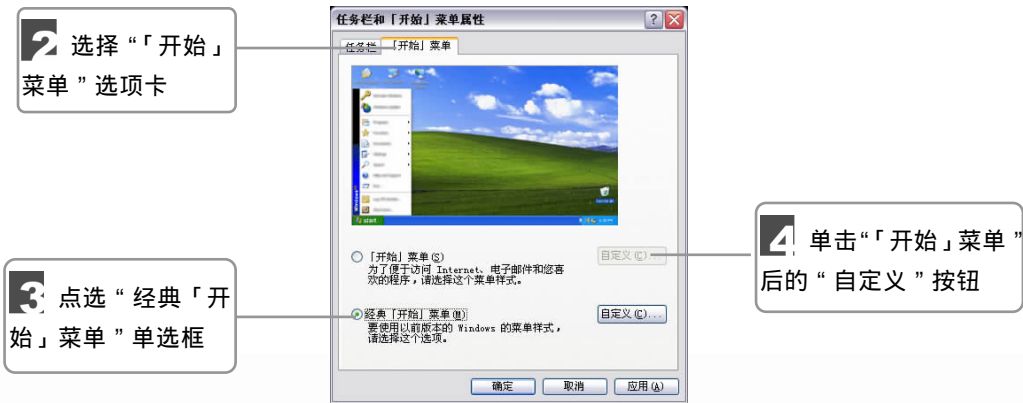 2 选择“「开始」
菜单”选项卡
3 点选“经典「开
始」菜单”单选框
任务栏和「开始」菜单属性
任务栏
「开始」菜单
start
「开始」菜单(S)
为了便于访问 Internet、电子邮件和您喜
欢的程序，请选择这个菜单样式。
自定义(C)...
经典「开始」菜单(M)
要使用以前版本的 Windows 的菜单样式，
请选择这个选项。
自定义(C)...
确定
取消
应用(A)
4 单击“「开始」菜单”
后的“自定义”按钮